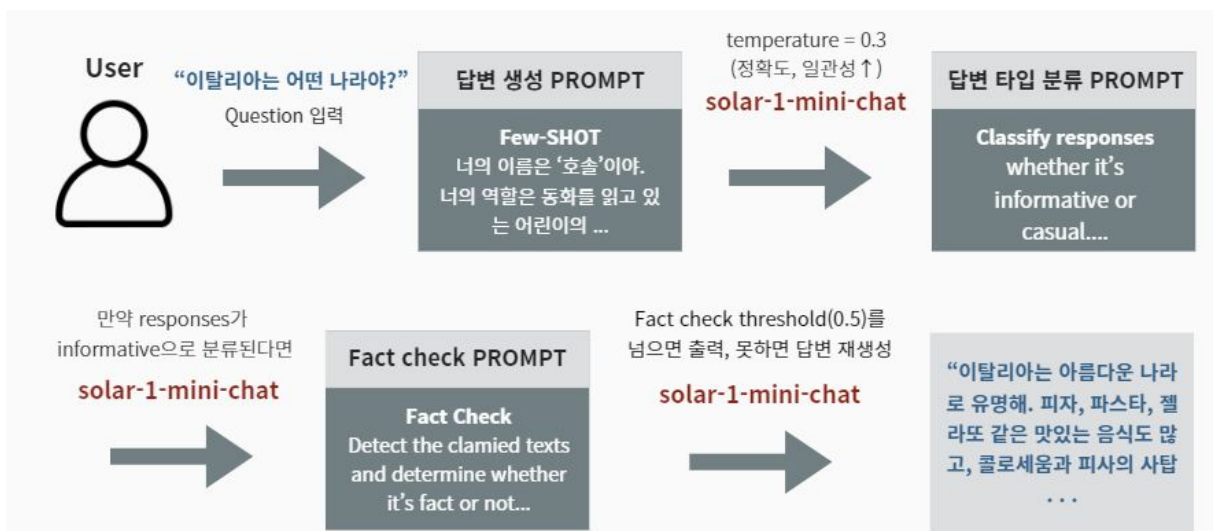 User
“이탈리아는 어떤 나라야?”
Question 입력
답변 생성 PROMPT
Few-SHOT
너의 이름은 ‘호솔’이야.
너의 역할은 동화를 읽고 있
는 어린이의 ...
temperature = 0.3
(정확도, 일관성↑)
solar-1-mini-chat
답변 타입 분류 PROMPT
Classify responses
whether it’s
informative or
casual....
만약 responses가
informative으로 분류된다면
solar-1-mini-chat
Fact check PROMPT
Fact Check
Detect the clamied texts
and determine whether
it’s fact or not...
Fact check threshold(0.5)를
넘으면 출력, 못하면 답변 재생성
solar-1-mini-chat
“이탈리아는 아름다운 나라
로 유명해. 피자, 파스타, 젤
라또 같은 맛있는 음식도 많
고, 콜로세움과 피사의 사탑
. . .